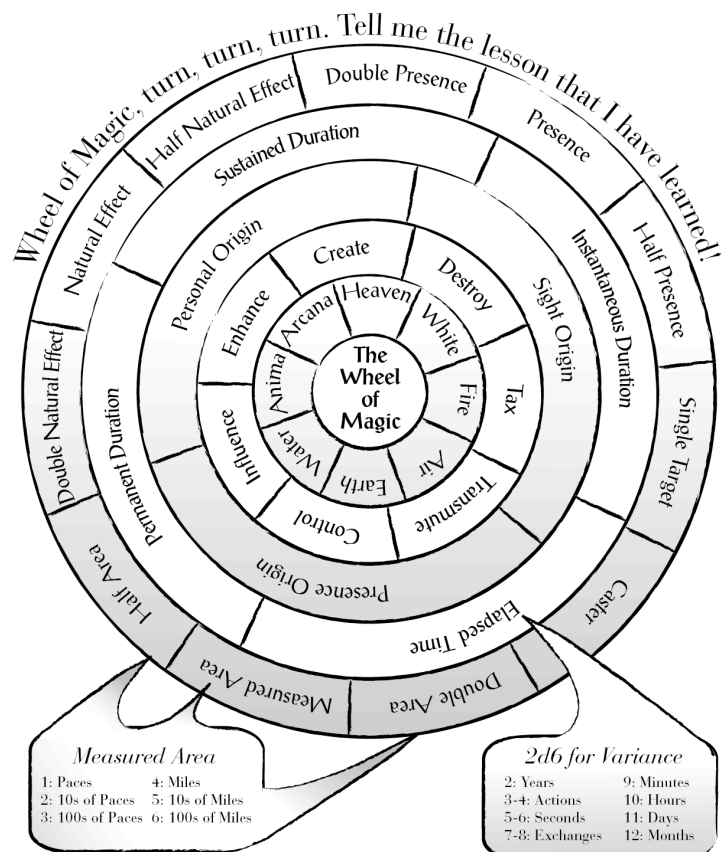 Wheel of Magic, turn, turn, turn. Tell me the lesson that I have learned!
Double Presence
Presence
Half Presence
Single Target
Caster
Double Area
Measured Area
Half Area
Double Natural Effect
Natural Effect
Half Natural Effect
Sustained Duration
Instantaneous Duration
Elapsed Time
Permanent Duration
Personal Origin
Sight Origin
Presence Origin
Create
Destroy
Tax
Transmute
Control
Influence
Enhance
Heaven
White
Fire
Air
Earth
Water
Anima
Arcana
The
Wheel
of
Magic
Measured Area
1: Paces 4: Miles
2: 10s of Paces 5: 10s of Miles
3: 100s of Paces 6: 100s of Miles
2d6 for Variance
2: Years 9: Minutes
3-4: Actions 10: Hours
5-6: Seconds 11: Days
7-8: Exchanges 12: Months